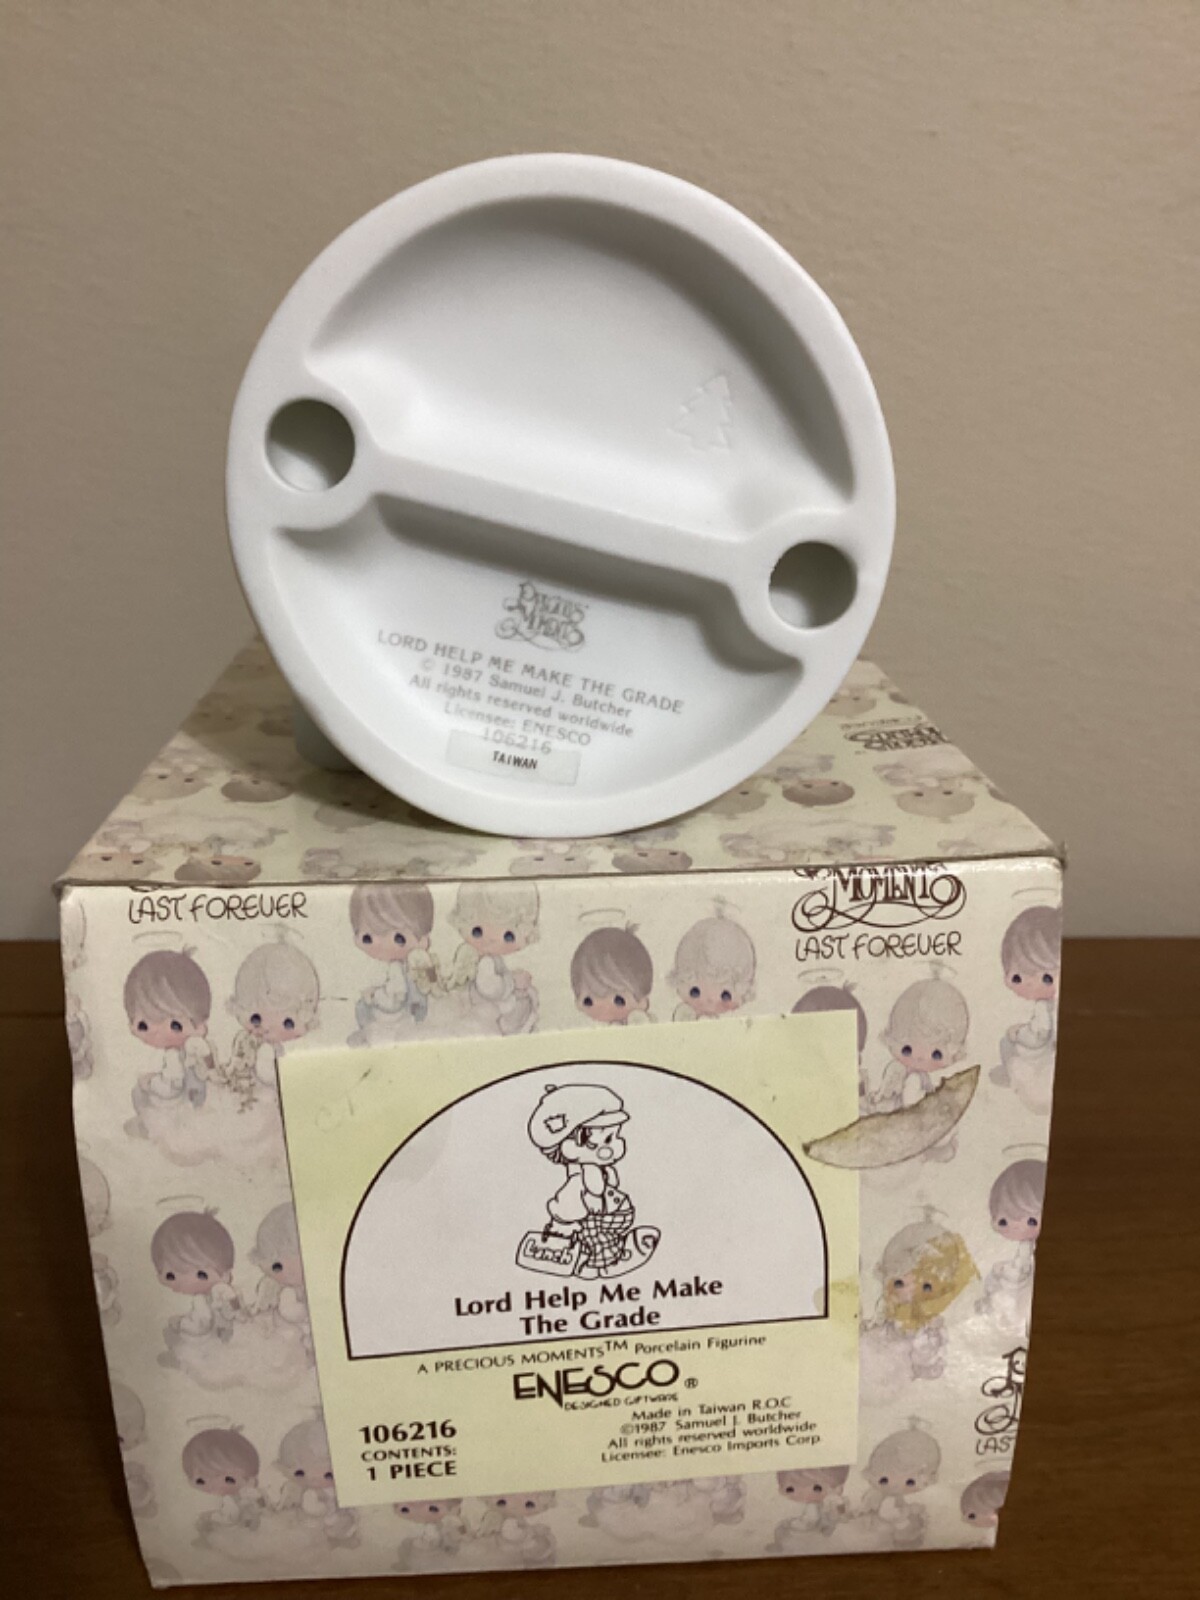 PRECIOUS
MOMENTS
LORD HELP ME MAKE THE GRADE
© 1987 Samuel J. Butcher
All rights reserved worldwide
Licensee: ENESCO
106216
TAIWAN
LAST FOREVER
MOMENTS
LAST FOREVER
Lunch
Lord Help Me Make
The Grade
A PRECIOUS MOMENTS™ Porcelain Figurine
ENESCO ®
DESIGNED GIFTWARE
106216
CONTENTS:
1 PIECE
Made in Taiwan R.O.C
©1987 Samuel J. Butcher
All rights reserved worldwide
Licensee: Enesco Imports Corp.
LAS